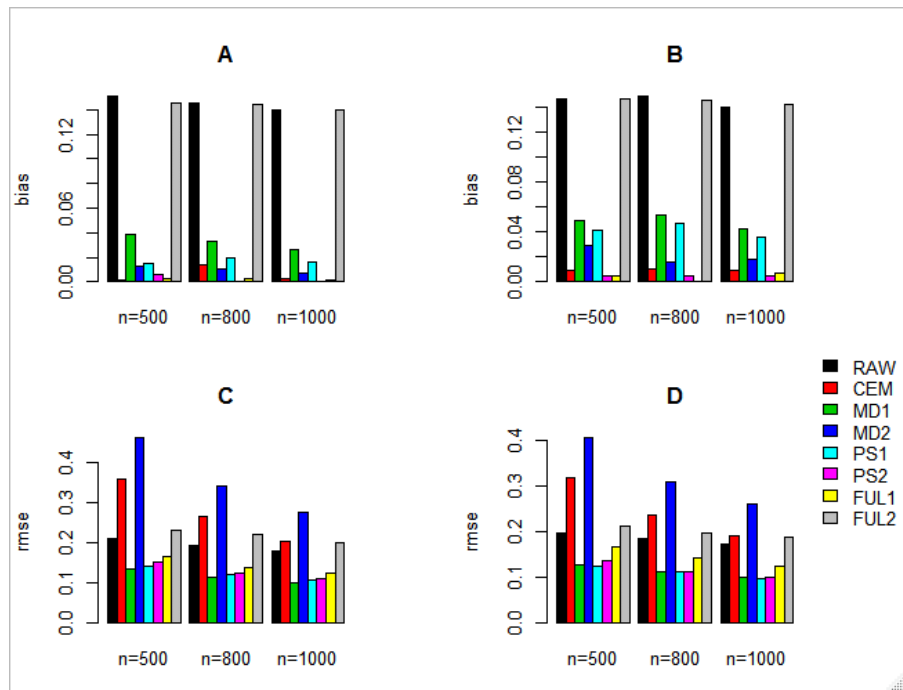 A
B
bias
0.00
0.06
0.12
n=500
n=800
n=1000
bias
0.00
0.04
0.08
0.12
n=500
n=800
n=1000
C
D
rmse
0.0
0.1
0.2
0.3
0.4
n=500
n=800
n=1000
rmse
0.0
0.1
0.2
0.3
0.4
n=500
n=800
n=1000
RAW
CEM
MD1
MD2
PS1
PS2
FUL1
FUL2